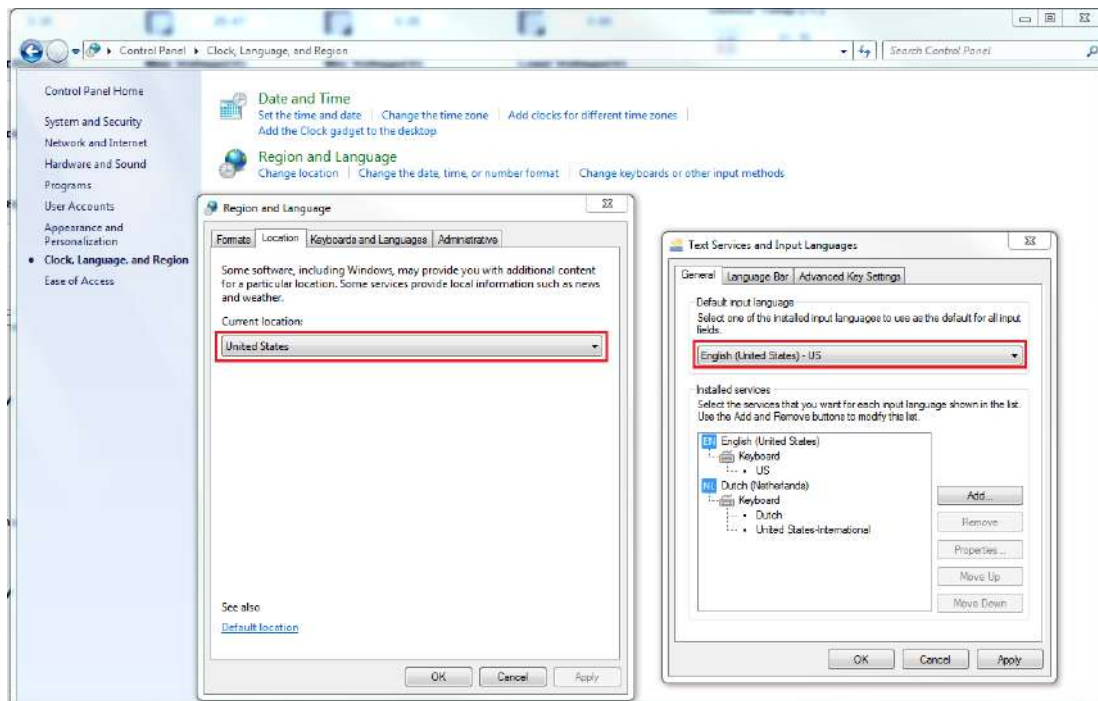 Control Panel ▸ Clock, Language, and Region
Search Control Panel
Control Panel Home
System and Security
Network and Internet
Hardware and Sound
Programs
User Accounts
Appearance and
Personalization
Clock, Language, and Region
Ease of Access
Date and Time
Set the time and date
Change the time zone
Add clocks for different time zones
Add the Clock gadget to the desktop
Region and Language
Change location
Change the date, time, or number format
Change keyboards or other input methods
Region and Language
Formats
Location
Keyboards and Languages
Administrative
Some software, including Windows, may provide you with additional content
for a particular location. Some services provide local information such as news
and weather.
Current location:
United States
See also
Default location
OK
Cancel
Apply
Text Services and Input Languages
General
Language Bar
Advanced Key Settings
Default input language
Select one of the installed input languages to use as the default for all input
fields.
English (United States) - US
Installed services
Select the services that you want for each input language shown in the list.
Use the Add and Remove buttons to modify this list.
EN English (United States)
Keyboard
• US
NL Dutch (Netherlands)
Keyboard
• Dutch
• United States-International
Add...
Remove
Properties...
Move Up
Move Down
OK
Cancel
Apply